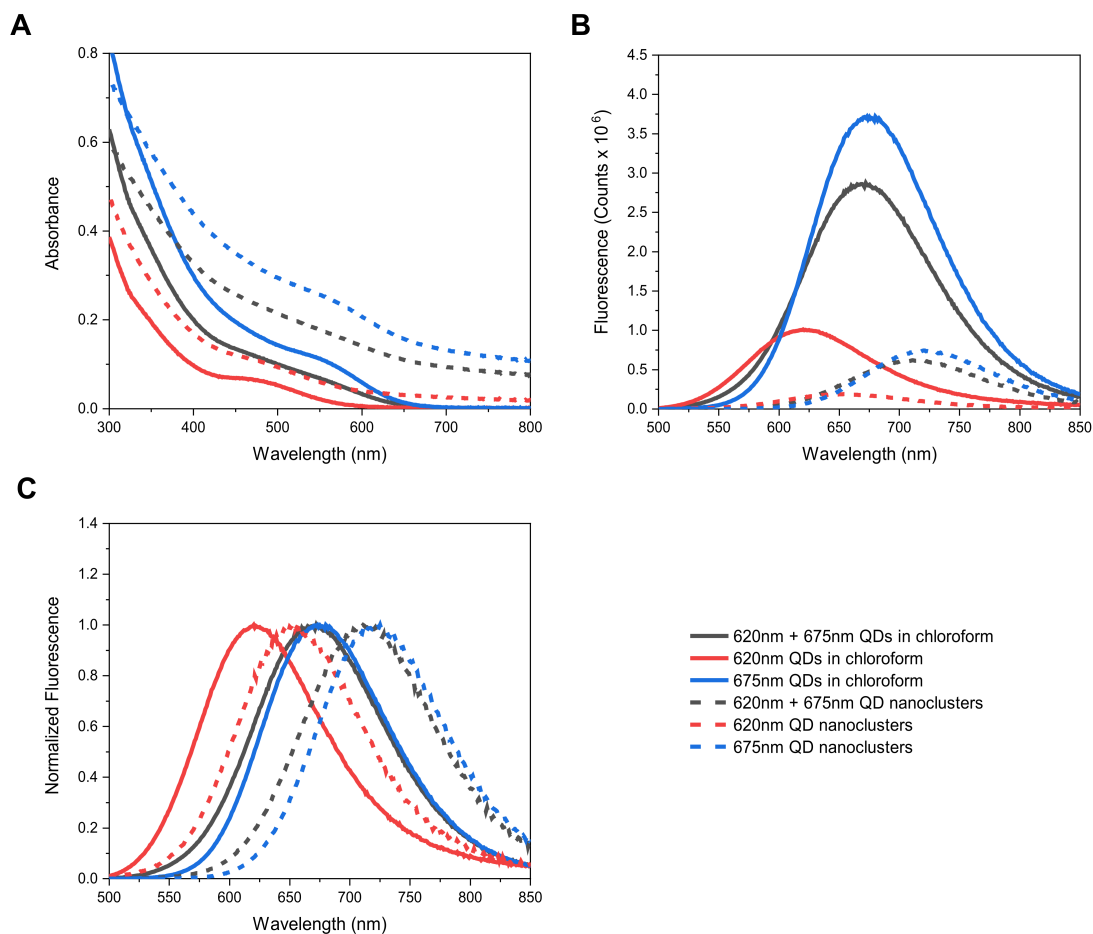 A
0.8
0.6
0.4
0.2
0.0
Absorbance
300 400 500 600 700 800
Wavelength (nm)
B
4.5
4.0
3.5
3.0
2.5
2.0
1.5
1.0
0.5
0.0
Fluorescence (Counts x 10⁶)
500 550 600 650 700 750 800 850
Wavelength (nm)
C
1.4
1.2
1.0
0.8
0.6
0.4
0.2
0.0
Normalized Fluorescence
500 550 600 650 700 750 800 850
Wavelength (nm)
620nm + 675nm QDs in chloroform
620nm QDs in chloroform
675nm QDs in chloroform
620nm + 675nm QD nanoclusters
620nm QD nanoclusters
675nm QD nanoclusters